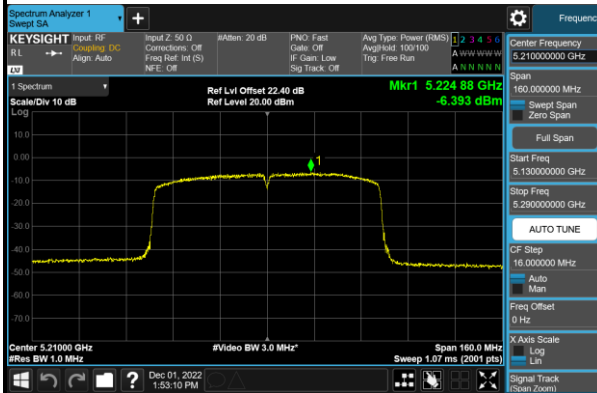 Spectrum Analyzer 1
Swept SA
Frequenc
KEYSIGHT
RL
Input: RF
Coupling: DC
Align: Auto
Input Z: 50 Ω
Corrections: Off
Freq Ref: Int (S)
NFE: Off
#Atten: 20 dB
PNO: Fast
Gate: Off
IF Gain: Low
Sig Track: Off
Avg Type: Power (RMS)
Avg|Hold: 100/100
Trig: Free Run
1 2 3 4 5 6
A W W W W W
A N N N N N
LXI
1 Spectrum
Scale/Div 10 dB
Log
Ref Lvl Offset 22.40 dB
Ref Level 20.00 dBm
Mkr1 5.224 88 GHz
-6.393 dBm
10.0
0.00
-10.0
-20.0
-30.0
-40.0
-50.0
-60.0
-70.0
1
Center 5.21000 GHz
#Res BW 1.0 MHz
#Video BW 3.0 MHz*
Span 160.0 MHz
Sweep 1.07 ms (2001 pts)
Dec 01, 2022
1:53:10 PM
Center Frequency
5.210000000 GHz
Span
160.000000 MHz
Swept Span
Zero Span
Full Span
Start Freq
5.130000000 GHz
Stop Freq
5.290000000 GHz
AUTO TUNE
CF Step
16.000000 MHz
Auto
Man
Freq Offset
0 Hz
X Axis Scale
Log
Lin
Signal Track
(Span Zoom)